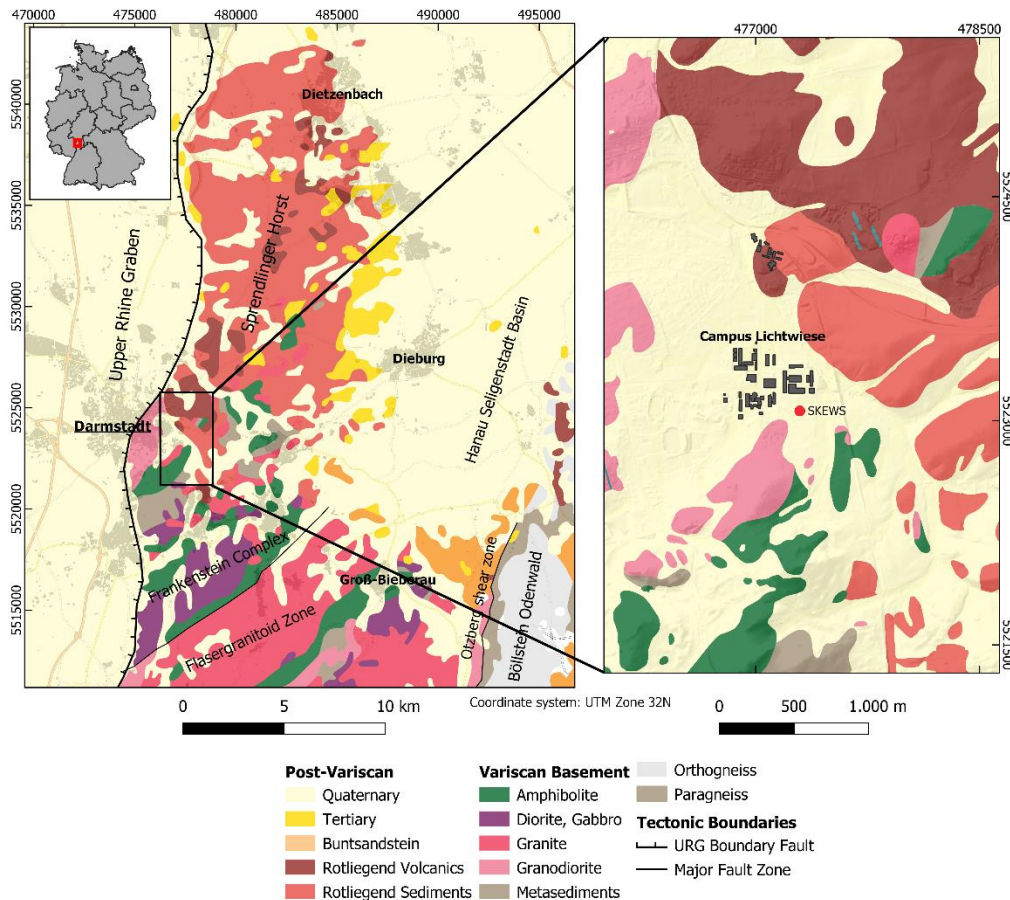 470000 475000 480000 485000 490000 495000
477000 478500
5540000
5535000
5530000
5525000
5520000
5515000
Dietzenbach
Upper Rhine Graben
Sprendlinger Horst
Dieburg
Hanau Seligenstadt Basin
Darmstadt
Frankenstein Complex
Groß-Bieberau
Flasergranitoid Zone
Otzberg shear zone
Böllstein Odenwald
5524500
5523000
5521500
Campus Lichtwiese
SKEWS
0 5 10 km
Coordinate system: UTM Zone 32N
0 500 1.000 m
Post-Variscan
Quaternary
Tertiary
Buntsandstein
Rotliegend Volcanics
Rotliegend Sediments
Variscan Basement
Amphibolite
Diorite, Gabbro
Granite
Granodiorite
Metasediments
Orthogneiss
Paragneiss
Tectonic Boundaries
URG Boundary Fault
Major Fault Zone